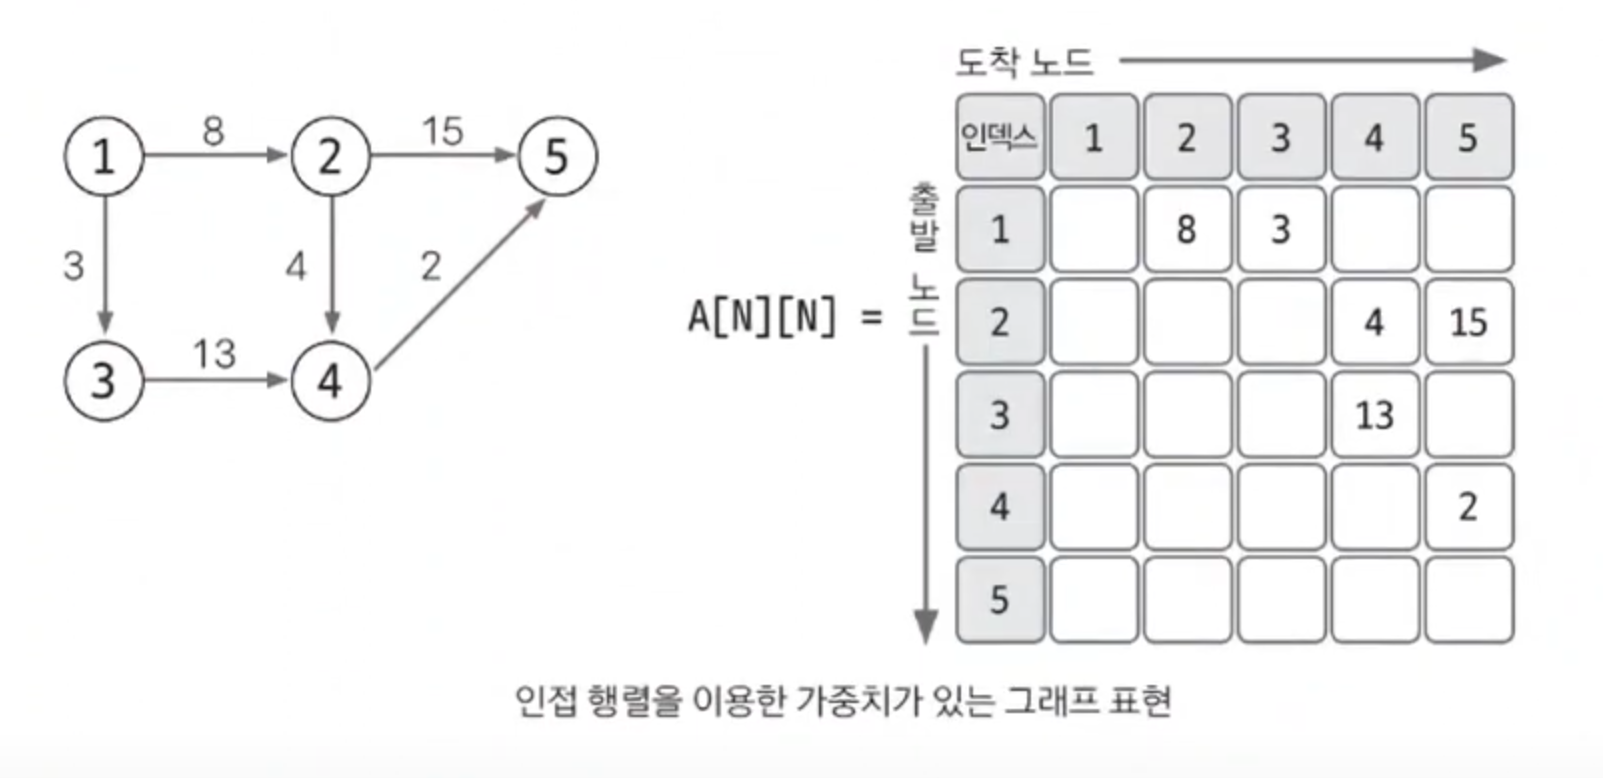 도착 노드
1 8 2 15 5
3 4 2
3 13 4
A[N][N] =
출발 노드
인덱스 1 2 3 4 5
1 8 3
2 4 15
3 13
4 2
5
인접 행렬을 이용한 가중치가 있는 그래프 표현